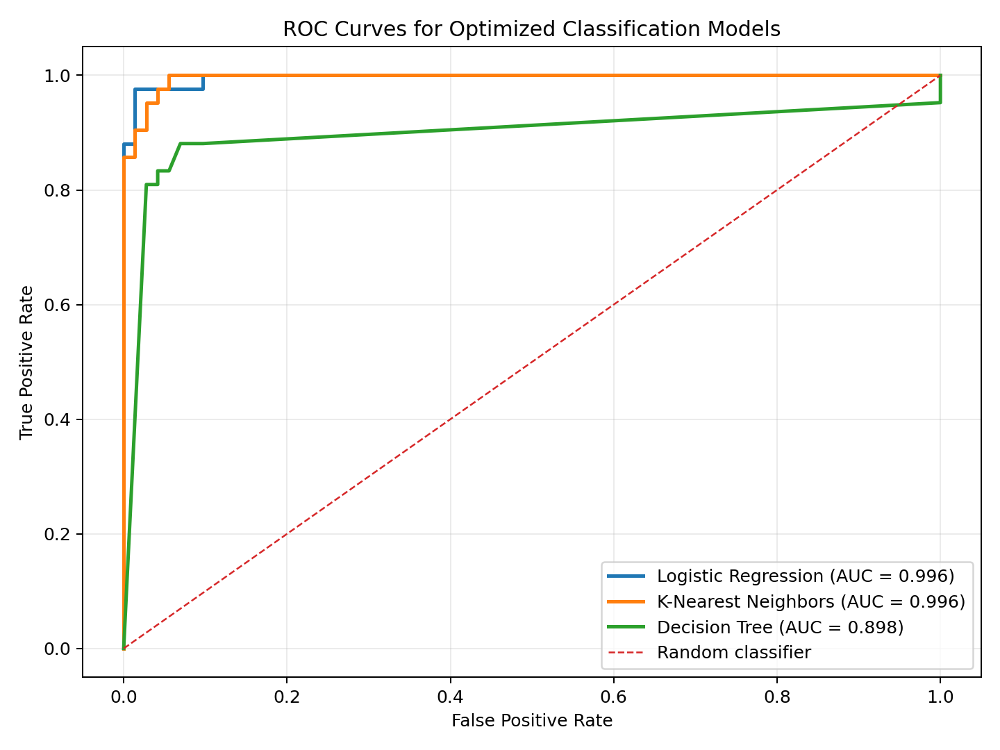 ROC Curves for Optimized Classification Models
True Positive Rate
1.0
0.8
0.6
0.4
0.2
0.0
0.0 0.2 0.4 0.6 0.8 1.0
False Positive Rate
Logistic Regression (AUC = 0.996)
K-Nearest Neighbors (AUC = 0.996)
Decision Tree (AUC = 0.898)
Random classifier